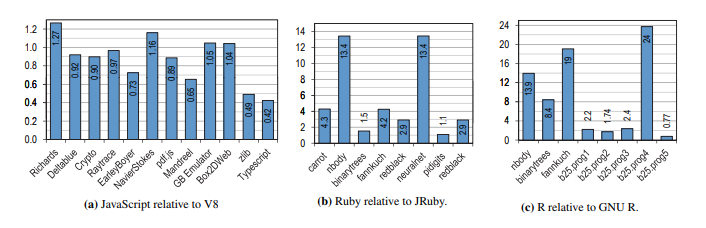 1.2
1.0
0.8
0.6
0.4
0.2
0.0
1.27
0.92
0.90
0.97
0.73
1.16
0.89
0.65
1.05
1.04
0.49
0.42
Richards
Deltablue
Crypto
Raytrace
EarleyBoyer
NavierStokes
pdf.js
Mandreel
GB Emulator
Box2DWeb
zlib
Typescript
(a) JavaScript relative to V8
14
12
10
8
6
4
2
0
4.3
13.4
1.5
4.2
2.9
13.4
1.1
2.9
carrot
nbody
binarytrees
fannkuch
redblack
neuralnet
pidigits
redblack
(b) Ruby relative to JRuby.
24
20
16
12
8
4
0
13.9
8.4
19
2.2
1.74
2.4
24
0.77
nbody
binarytrees
fannkuch
b25.prog1
b25.prog2
b25.prog3
b25.prog4
b25.prog5
(c) R relative to GNU R.